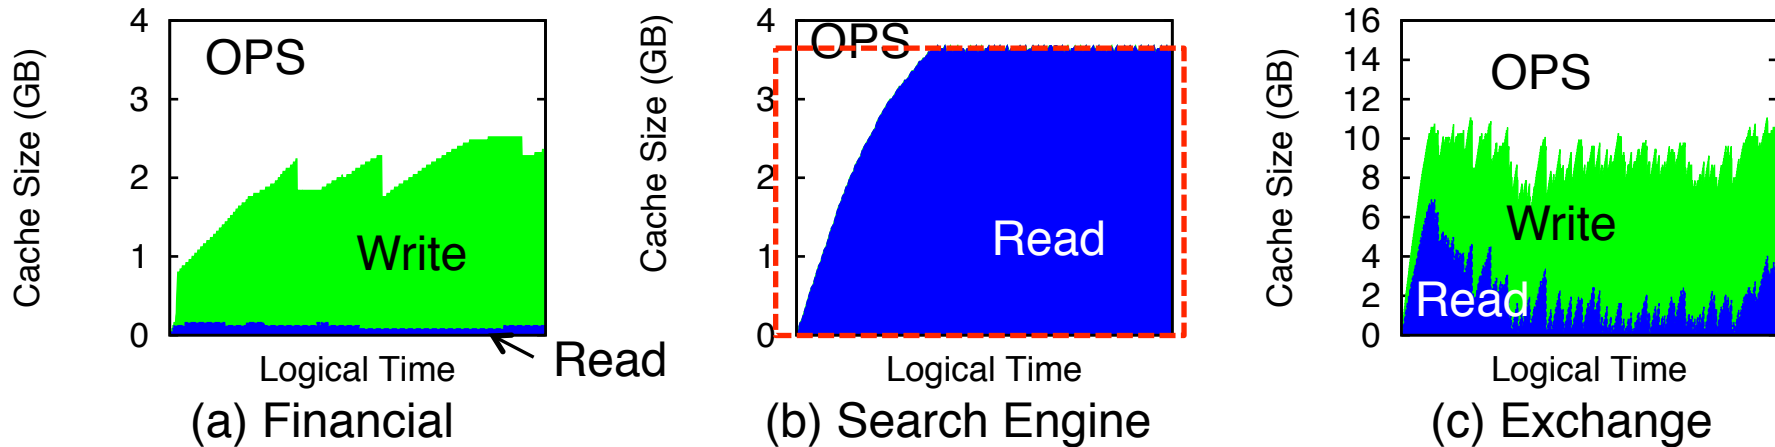 Cache Size (GB)
4
3
2
1
0
OPS
Write
Read
Logical Time
(a) Financial
Cache Size (GB)
4
3
2
1
0
OPS
Read
Logical Time
(b) Search Engine
Cache Size (GB)
16
14
12
10
8
6
4
2
0
OPS
Write
Read
Logical Time
(c) Exchange